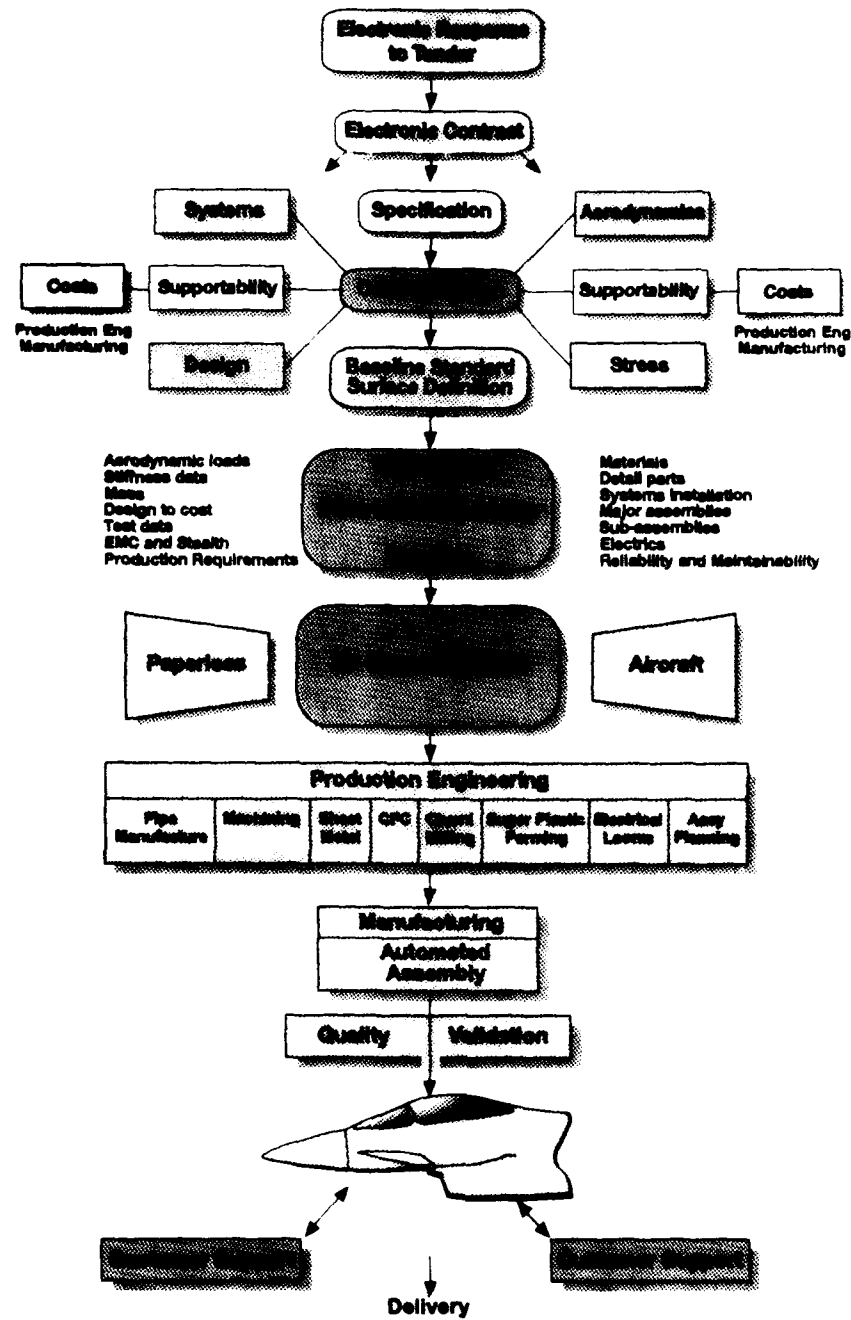 Electronic Response
to Tender
Electronic Contract
Systems
Specification
Aerodynamics
Costs
Supportability
Supportability
Costs
Production Eng
Manufacturing
Production Eng
Manufacturing
Design
Baseline Standard
Surface Definition
Stress
Aerodynamic loads
Stiffness data
Mass
Design to cost
Test data
EMC and Stealth
Production Requirements
Materials
Detail parts
Systems Installation
Major assemblies
Sub-assemblies
Electrics
Reliability and Maintainability
Paperless
Aircraft
Production Engineering
Pipe
Manufacture
Machining
Sheet
Metal
Chem
Milling
Super Plastic
Forming
Electrical
Looms
Assy
Planning
Manufacturing
Automated
Assembly
Quality
Validation
Customer Support
Delivery